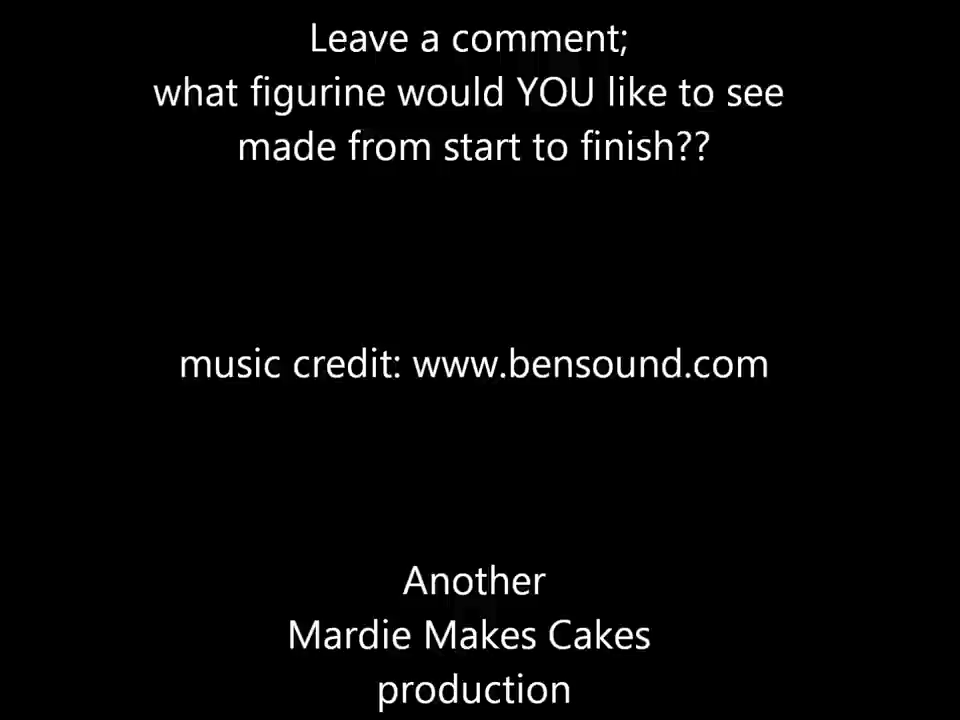 Leave a comment;
what figurine would YOU like to see
made from start to finish??
music credit: www.bensound.com
Another
Mardie Makes Cakes
production